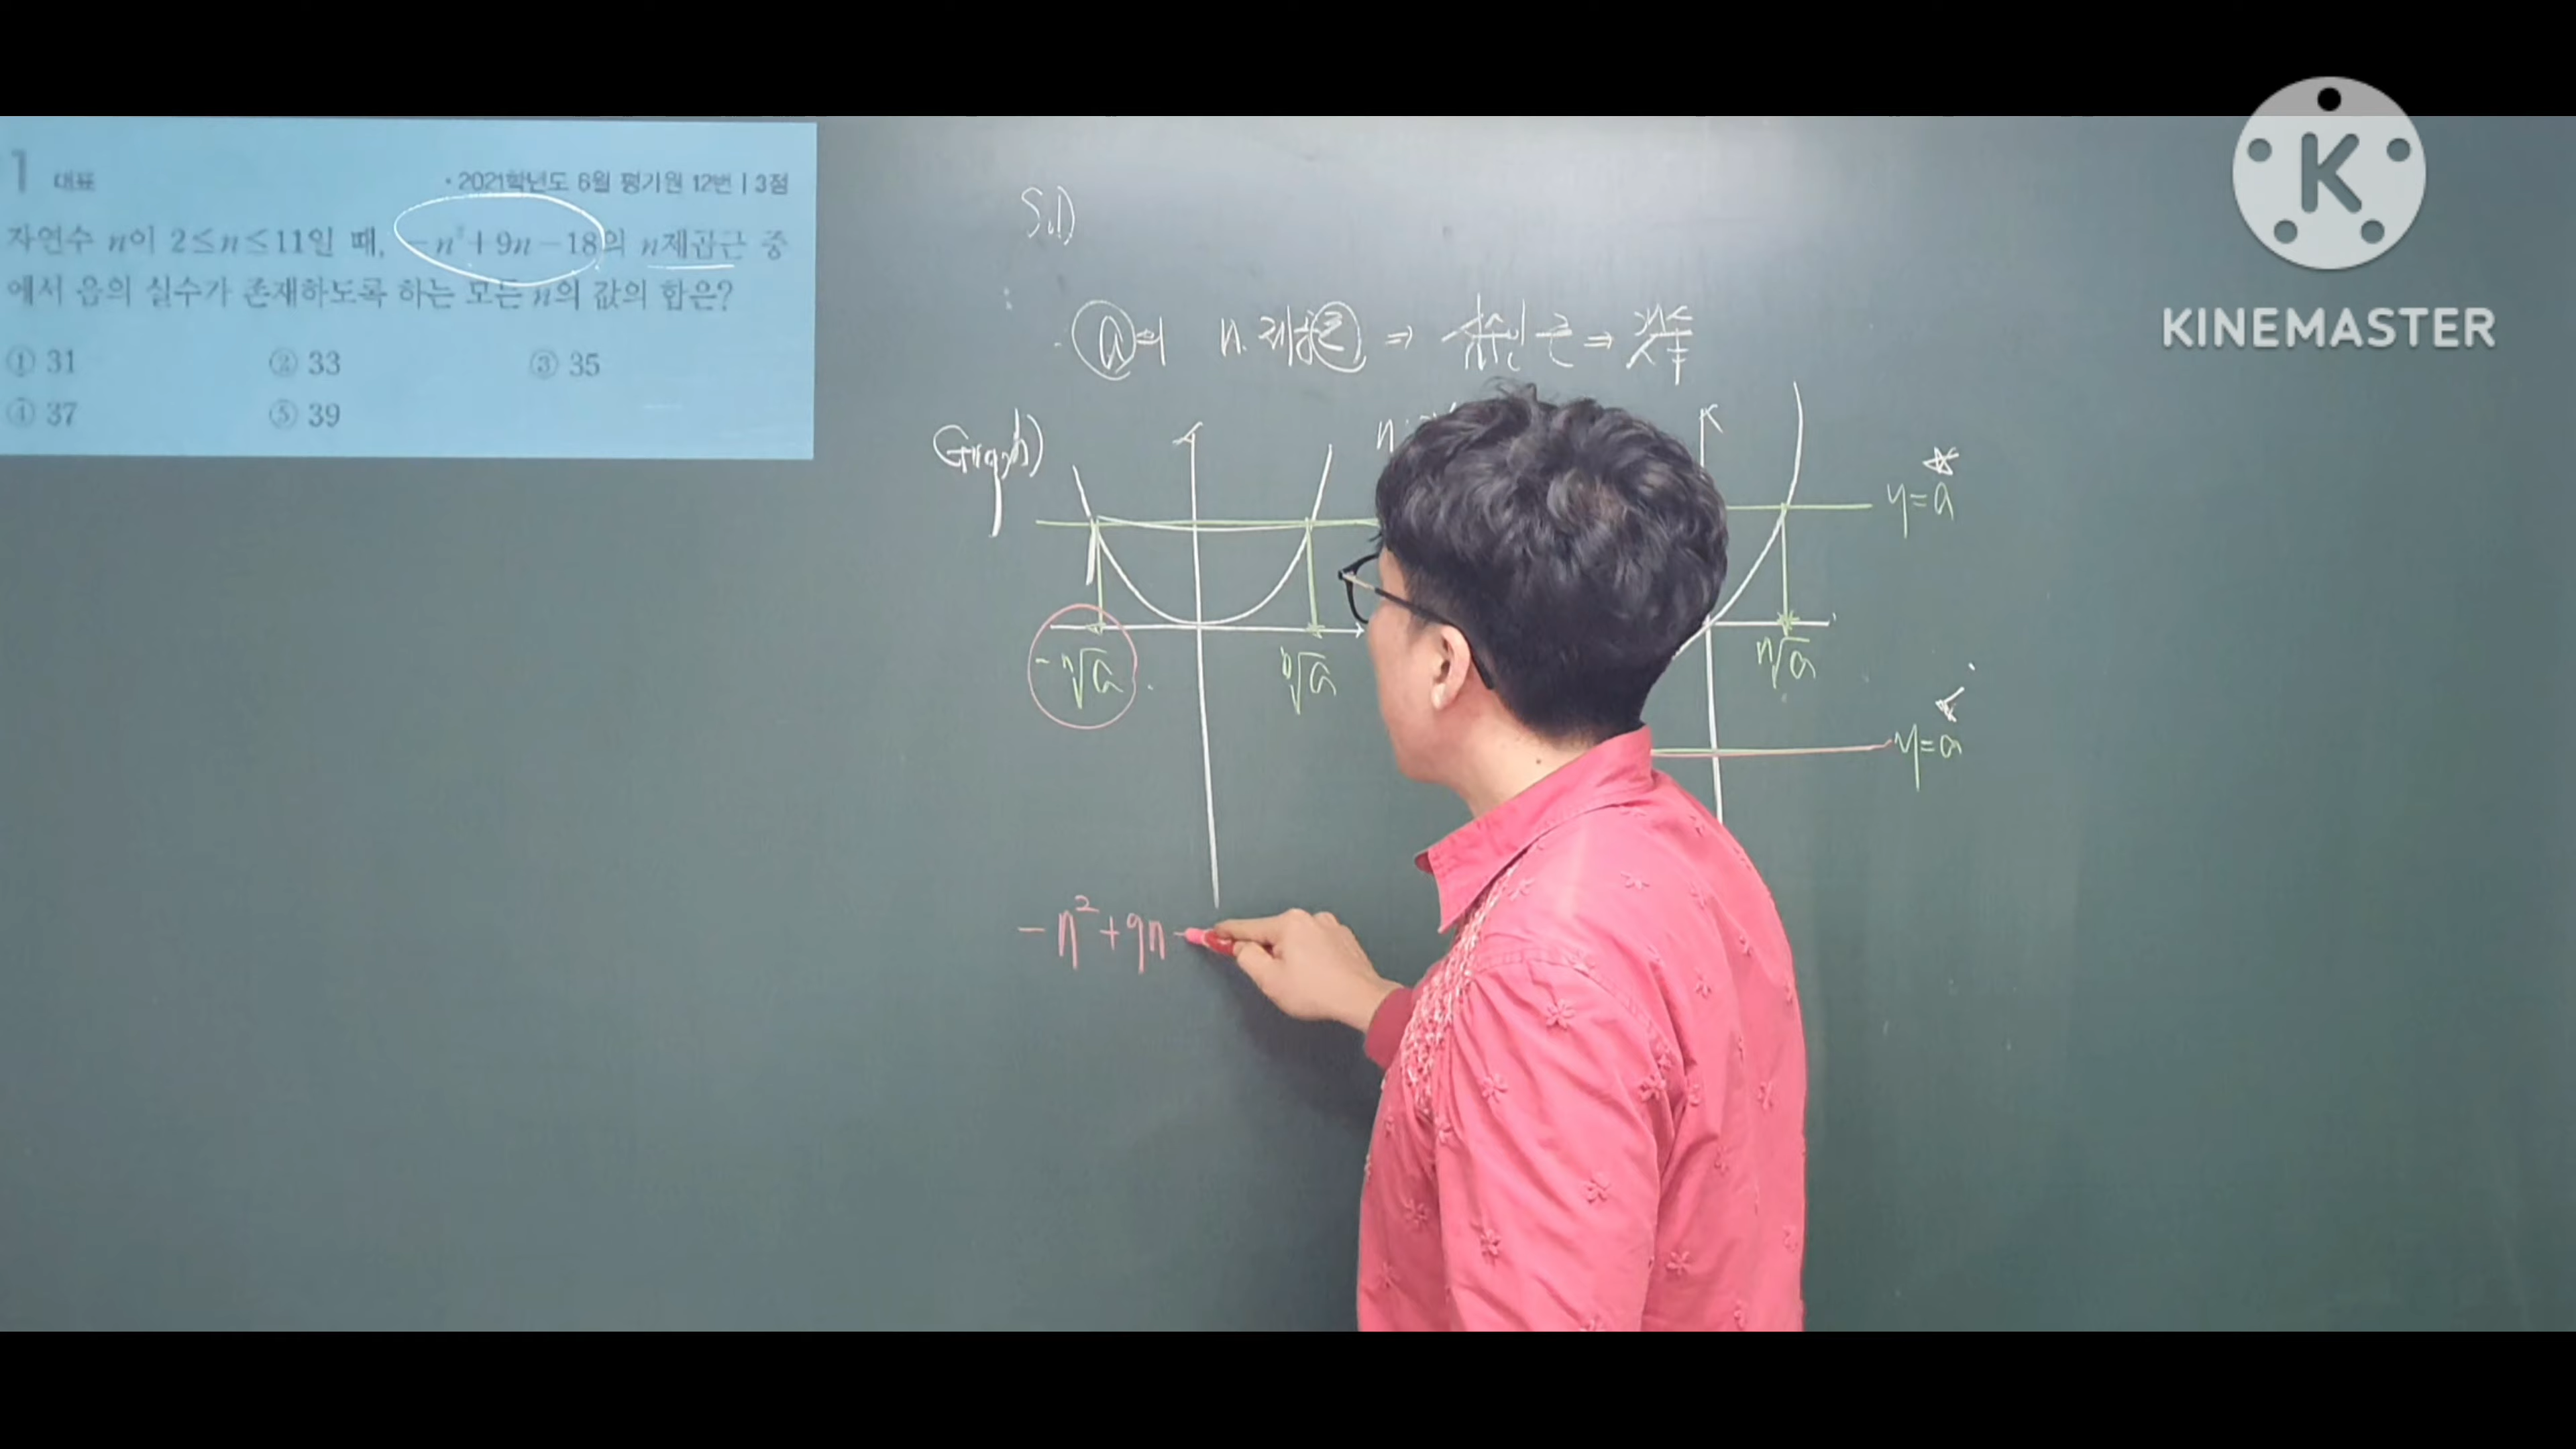 1 대표
• 2021학년도 6월 평가원 12번 | 3점
자연수 n이 2≤n≤11일 때, -n²+9n-18의 n제곱근 중
에서 음의 실수가 존재하도록 하는 모든 n의 값의 합은?
① 31 ② 33 ③ 35
④ 37 ⑤ 39
Sol)
a의 n제곱근 ⇒ ⇒
Graph)
y=a
-ⁿ√a ⁿ√a ⁿ√a
y=a
-n²+9n-
K
KINEMASTER